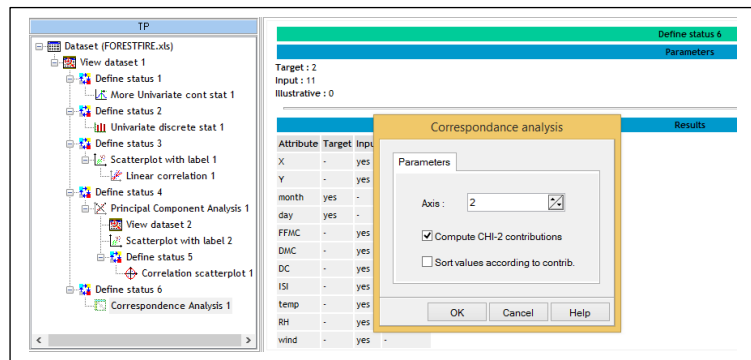 TP
Dataset (FORESTFIRE.xls)
View dataset 1
Define status 1
More Univariate cont stat 1
Define status 2
Univariate discrete stat 1
Define status 3
Scatterplot with label 1
Linear correlation 1
Define status 4
Principal Component Analysis 1
View dataset 2
Scatterplot with label 2
Define status 5
Correlation scatterplot 1
Define status 6
Correspondence Analysis 1
Define status 6
Parameters
Target : 2
Input : 11
Illustrative : 0
Results
Attribute Target Inpu
X - yes
Y - yes
month yes -
day yes -
FFMC - yes
DMC - yes
DC - yes
ISI - yes
temp - yes
RH - yes
wind - yes -
Correspondance analysis
Parameters
Axis : 2
Compute CHI-2 contributions
Sort values according to contrib.
OK Cancel Help